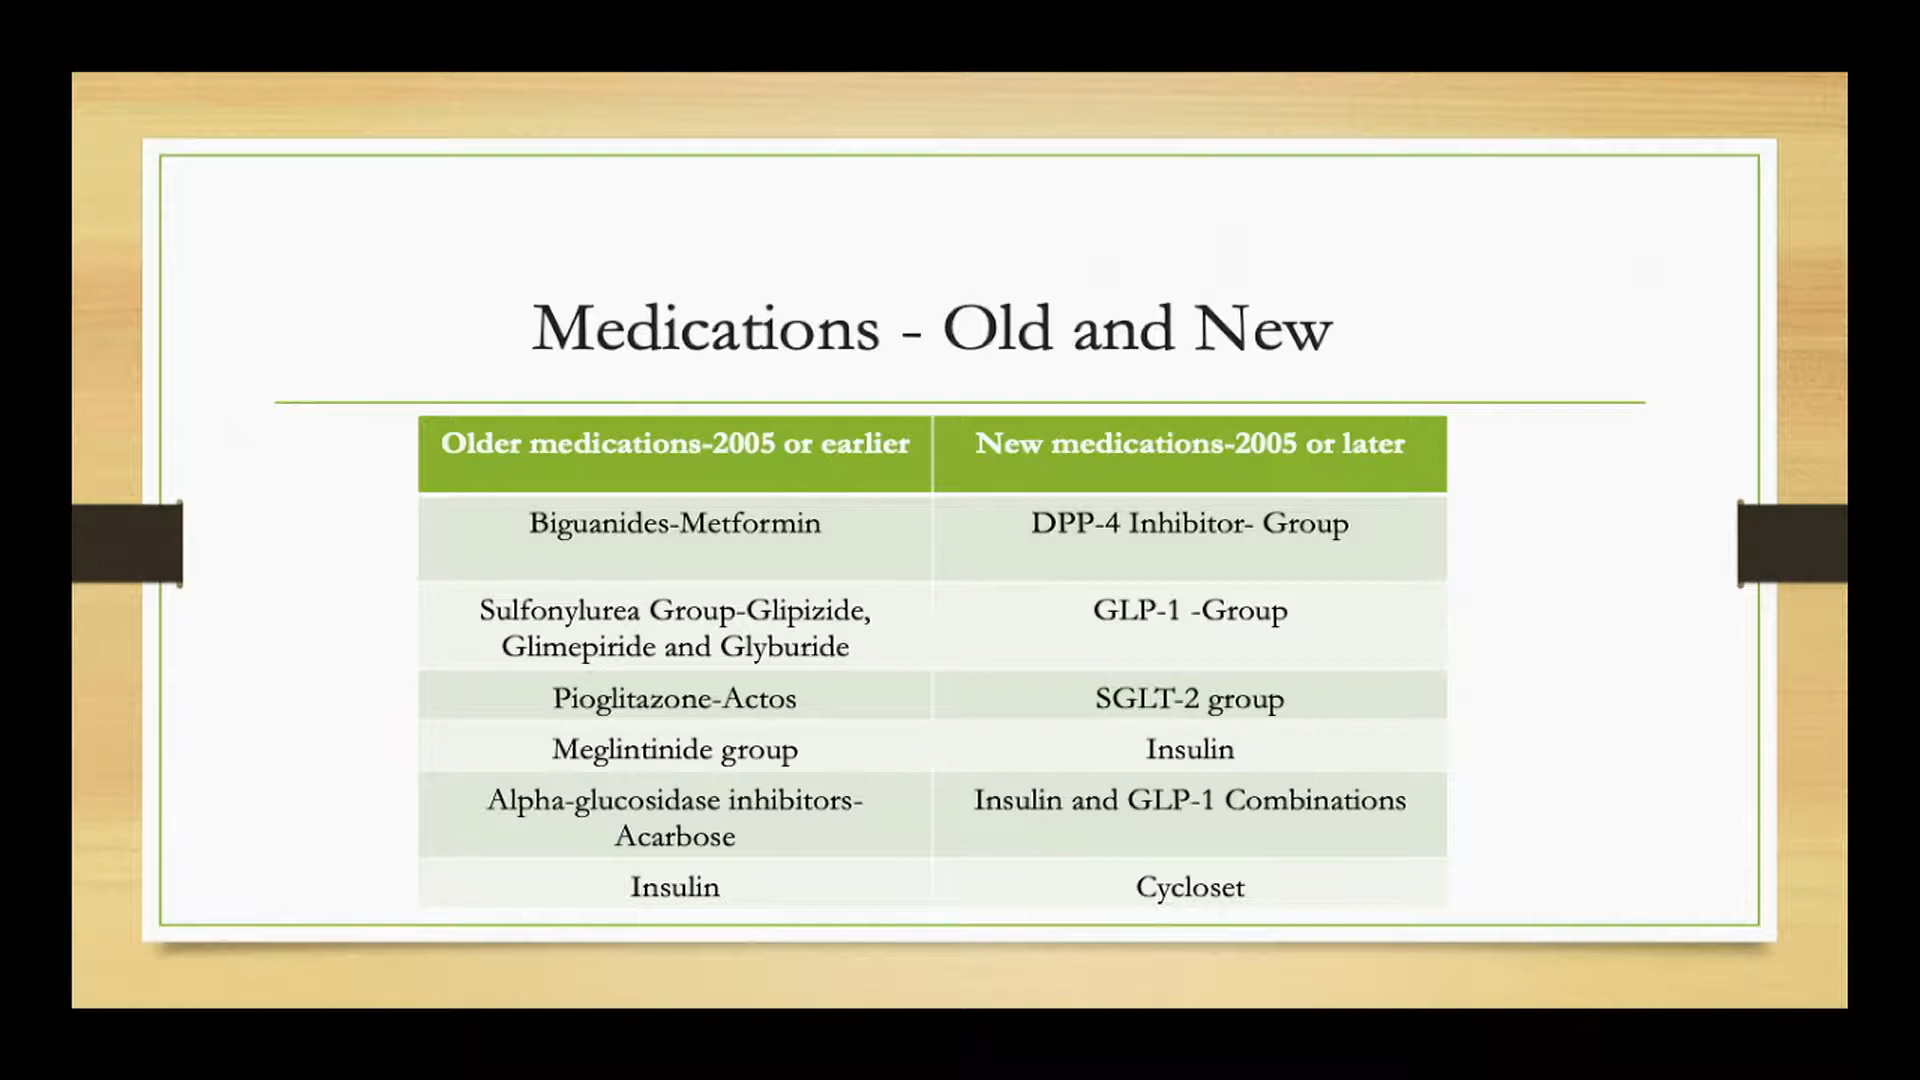 Medications - Old and New
Older medications-2005 or earlier
New medications-2005 or later
Biguanides-Metformin
DPP-4 Inhibitor- Group
Sulfonylurea Group-Glipizide,
Glimepiride and Glyburide
GLP-1 -Group
Pioglitazone-Actos
SGLT-2 group
Meglintinide group
Insulin
Alpha-glucosidase inhibitors-
Acarbose
Insulin and GLP-1 Combinations
Insulin
Cycloset